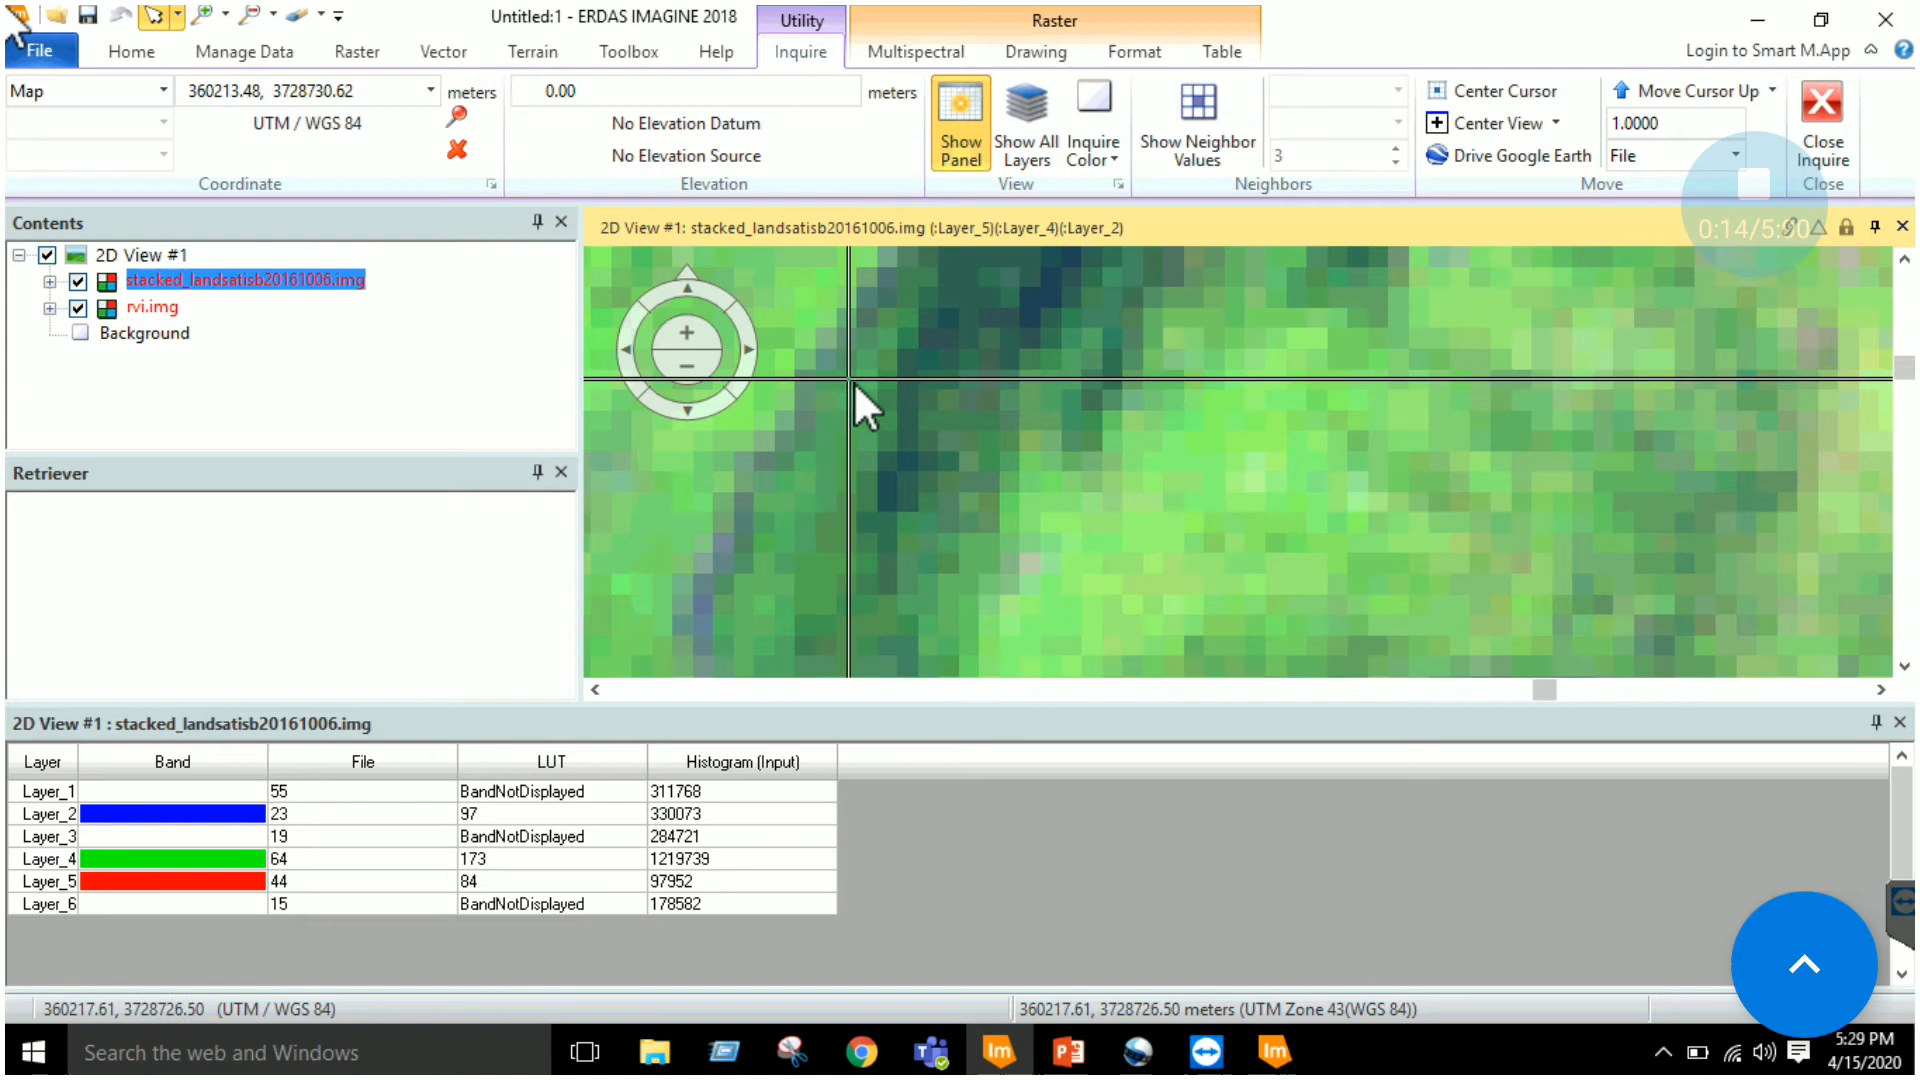 Untitled:1 - ERDAS IMAGINE 2018
Utility
Raster
File
Home
Manage Data
Raster
Vector
Terrain
Toolbox
Help
Inquire
Multispectral
Drawing
Format
Table
Login to Smart M.App
Map
360213.48, 3728730.62
meters
UTM / WGS 84
Coordinate
0.00
meters
No Elevation Datum
No Elevation Source
Elevation
Show
Panel
Show All
Layers
Inquire
Color
View
Show Neighbor
Values
3
Neighbors
Center Cursor
Center View
Drive Google Earth
Move Cursor Up
1.0000
File
Move
Close
Inquire
Close
Contents
2D View #1
stacked_landsatisb20161006.img
rvi.img
Background
Retriever
2D View #1: stacked_landsatisb20161006.img (:Layer_5)(:Layer_4)(:Layer_2)
2D View #1 : stacked_landsatisb20161006.img
Layer Band File LUT Histogram (Input)
Layer_1 55 BandNotDisplayed 311768
Layer_2 23 97 330073
Layer_3 19 BandNotDisplayed 284721
Layer_4 64 173 1219739
Layer_5 44 84 97952
Layer_6 15 BandNotDisplayed 178582
360217.61, 3728726.50 (UTM / WGS 84)
360217.61, 3728726.50 meters (UTM Zone 43(WGS 84))
Search the web and Windows
Im
Im
5:29 PM
4/15/2020